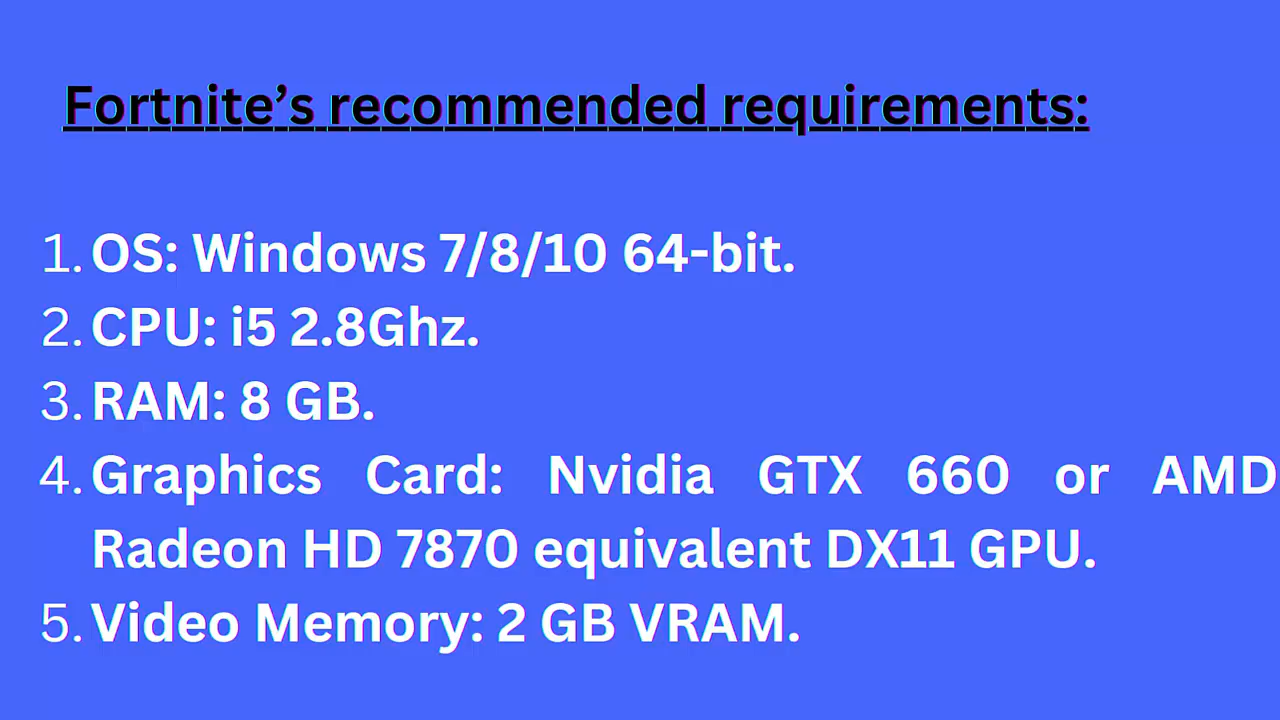 Fortnite’s recommended requirements:
1. OS: Windows 7/8/10 64-bit.
2. CPU: i5 2.8Ghz.
3. RAM: 8 GB.
4. Graphics Card: Nvidia GTX 660 or AMD
Radeon HD 7870 equivalent DX11 GPU.
5. Video Memory: 2 GB VRAM.